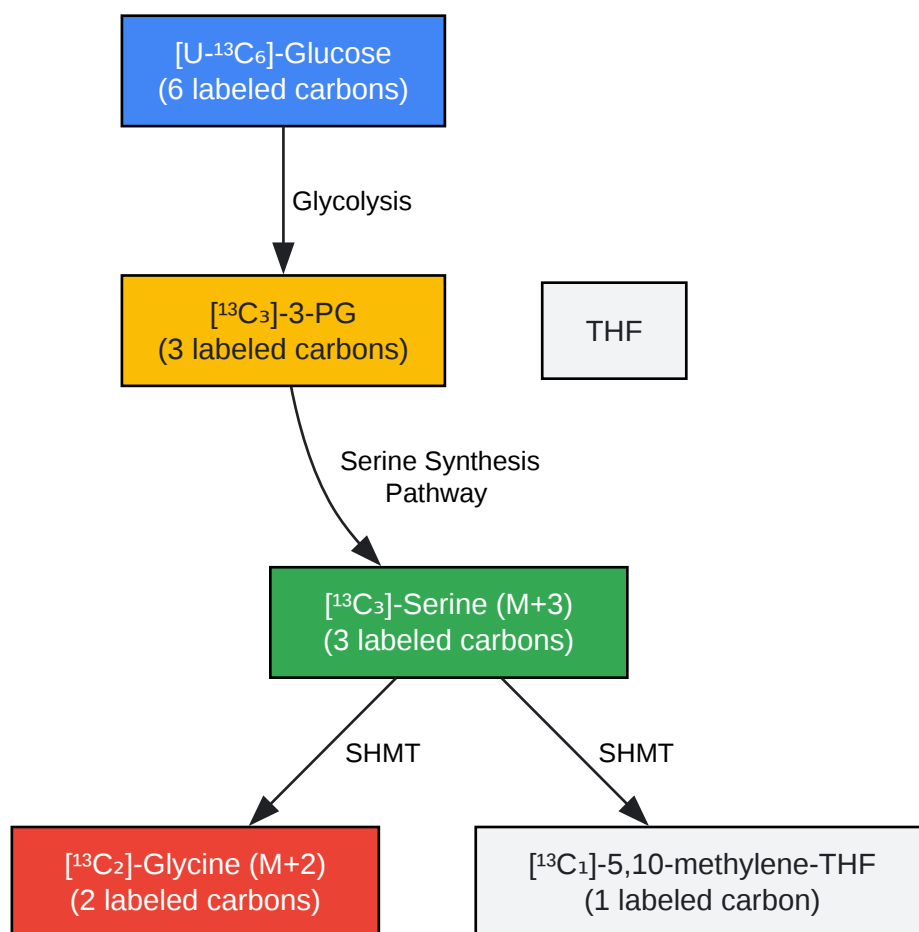 [U-¹³C₆]-Glucose
(6 labeled carbons)
Glycolysis
[¹³C₃]-3-PG
(3 labeled carbons)
THF
Serine Synthesis
Pathway
[¹³C₃]-Serine (M+3)
(3 labeled carbons)
SHMT
SHMT
[¹³C₂]-Glycine (M+2)
(2 labeled carbons)
[¹³C₁]-5,10-methylene-THF
(1 labeled carbon)